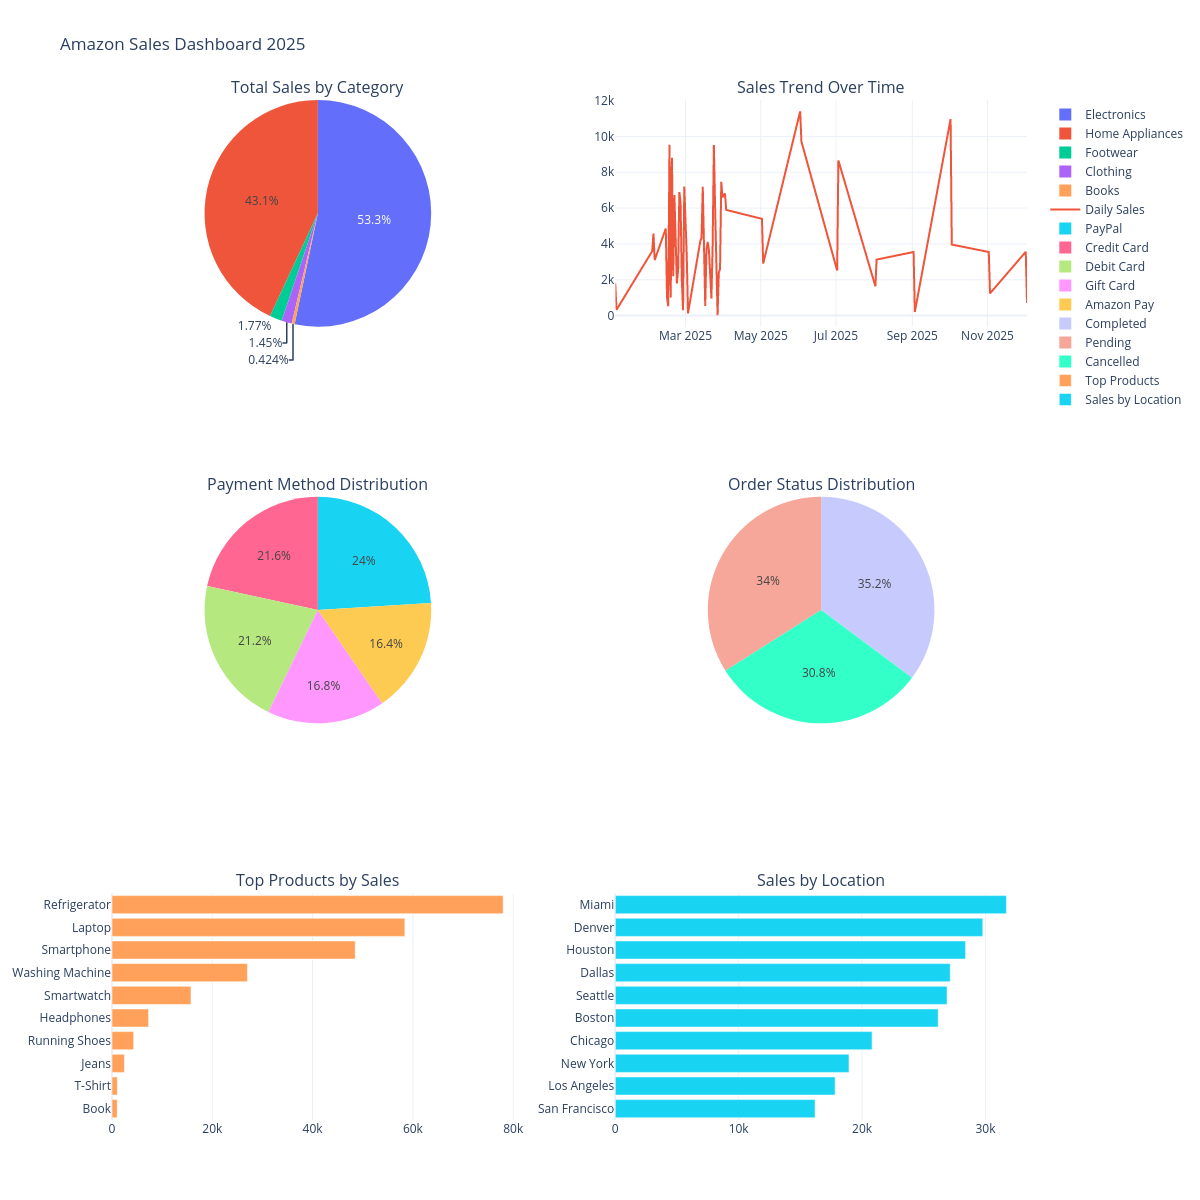 Amazon Sales Dashboard 2025
Total Sales by Category
43.1%
53.3%
1.77%
1.45%
0.424%
Sales Trend Over Time
12k
10k
8k
6k
4k
2k
0
Mar 2025
May 2025
Jul 2025
Sep 2025
Nov 2025
Electronics
Home Appliances
Footwear
Clothing
Books
Daily Sales
PayPal
Credit Card
Debit Card
Gift Card
Amazon Pay
Completed
Pending
Cancelled
Top Products
Sales by Location
Payment Method Distribution
21.6%
24%
21.2%
16.4%
16.8%
Order Status Distribution
34%
35.2%
30.8%
Top Products by Sales
Refrigerator
Laptop
Smartphone
Washing Machine
Smartwatch
Headphones
Running Shoes
Jeans
T-Shirt
Book
0
20k
40k
60k
80k
Sales by Location
Miami
Denver
Houston
Dallas
Seattle
Boston
Chicago
New York
Los Angeles
San Francisco
0
10k
20k
30k